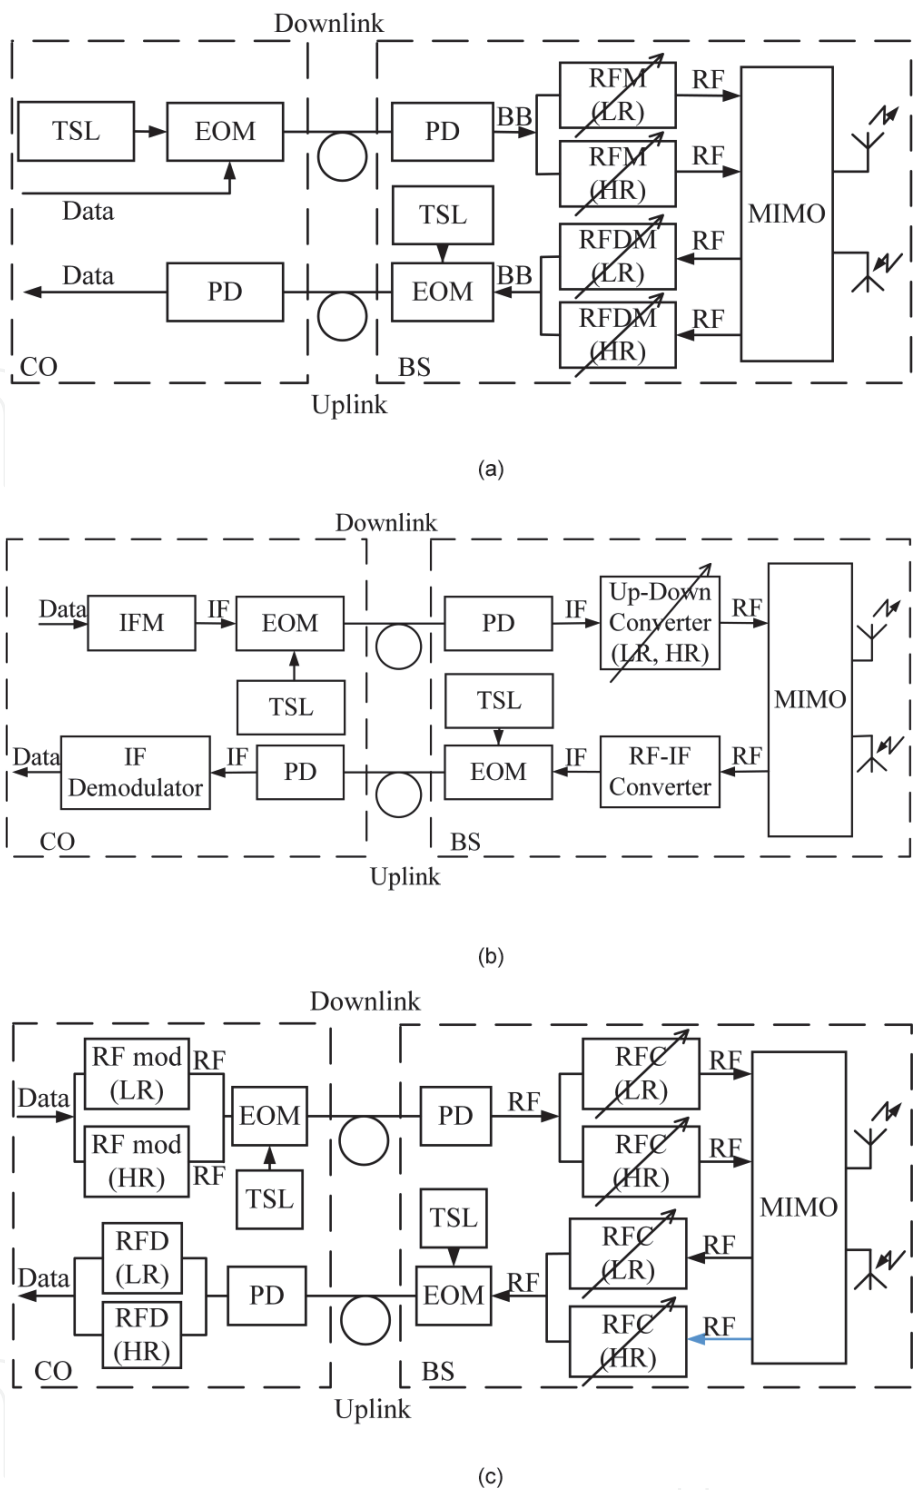 Downlink
TSL
EOM
PD
BB
RFM
(LR)
RF
RFM
(HR)
RF
Data
TSL
MIMO
RFDM
(LR)
RF
Data
PD
EOM
BB
RFDM
(HR)
RF
CO
BS
Uplink
(a)
Downlink
Data
IFM
IF
EOM
PD
IF
Up-Down
Converter
(LR, HR)
RF
TSL
TSL
MIMO
Data
IF
Demodulator
IF
PD
EOM
IF
RF-IF
Converter
RF
CO
BS
Uplink
(b)
Downlink
Data
RF mod
(LR)
RF
EOM
PD
RF
RFC
(LR)
RF
RF mod
(HR)
RF
TSL
RFC
(HR)
RF
TSL
MIMO
Data
RFD
(LR)
PD
EOM
RF
RFC
(LR)
RF
RFD
(HR)
RFC
(HR)
RF
CO
BS
Uplink
(c)